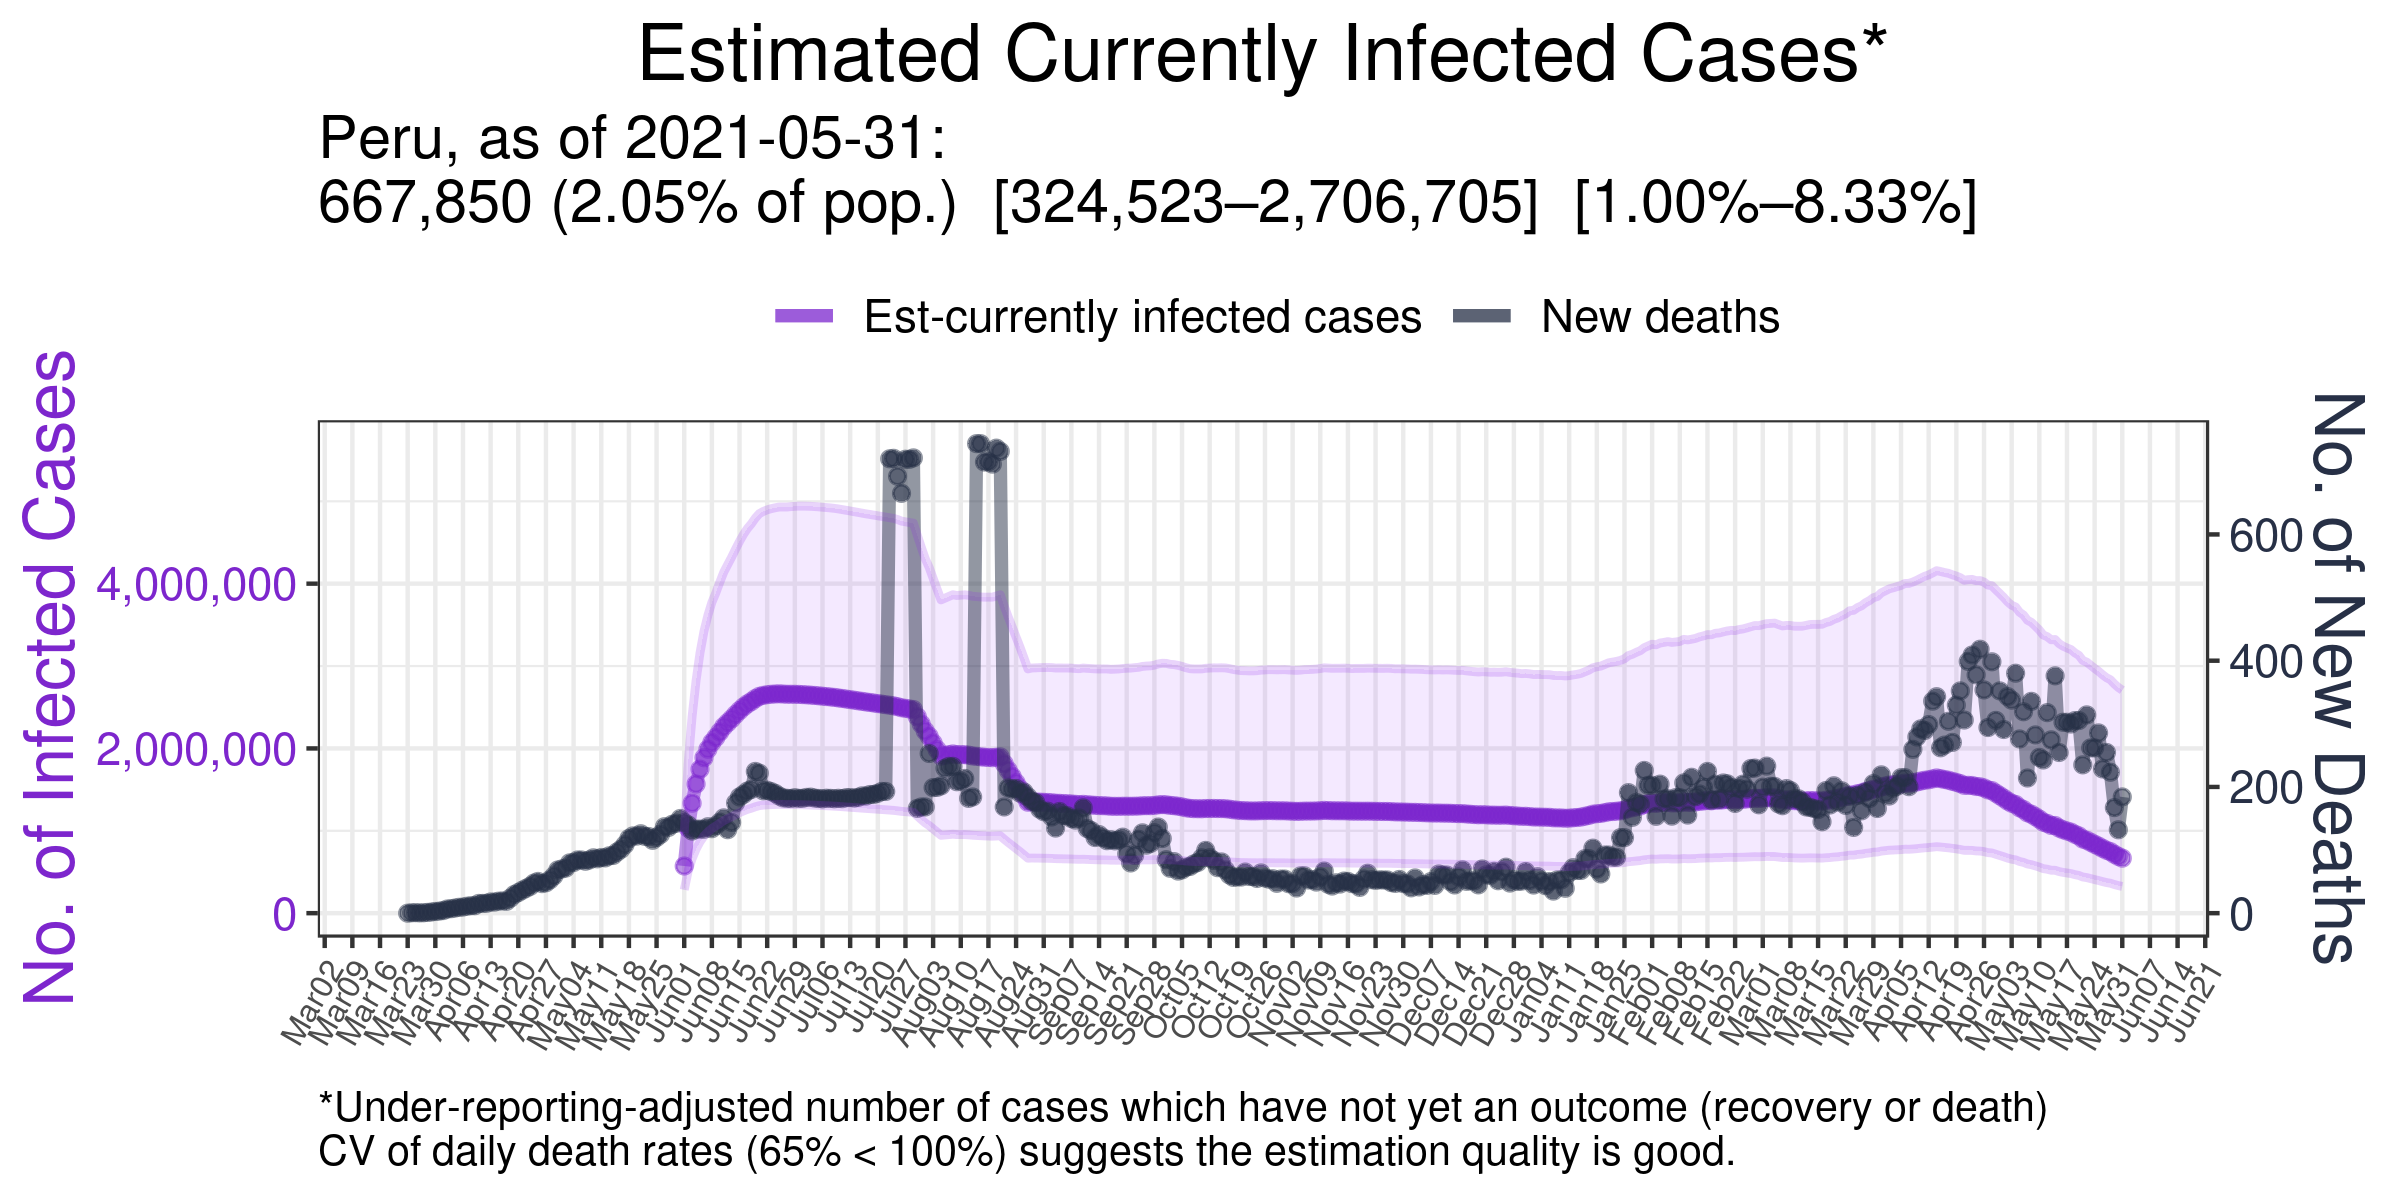 Estimated Currently Infected Cases*
Peru, as of 2021-05-31:
667,850 (2.05% of pop.) [324,523–2,706,705] [1.00%–8.33%]
Est-currently infected cases New deaths
No. of Infected Cases
4,000,000
2,000,000
0
No. of New Deaths
600
400
200
0
Mar02 Mar09 Mar16 Mar23 Mar30 Apr06 Apr13 Apr20 Apr27 May04 May11 May18 May25 Jun01 Jun08 Jun15 Jun22 Jun29 Jul06 Jul13 Jul20 Jul27 Aug03 Aug10 Aug17 Aug24 Aug31 Sep07 Sep14 Sep21 Sep28 Oct05 Oct12 Oct19 Oct26 Nov02 Nov09 Nov16 Nov23 Nov30 Dec07 Dec14 Dec21 Dec28 Jan04 Jan11 Jan18 Jan25 Feb01 Feb08 Feb15 Feb22 Mar01 Mar08 Mar15 Mar22 Mar29 Apr05 Apr12 Apr19 Apr26 May03 May10 May17 May24 May31 Jun07 Jun14 Jun21
*Under-reporting-adjusted number of cases which have not yet an outcome (recovery or death)
CV of daily death rates (65% < 100%) suggests the estimation quality is good.